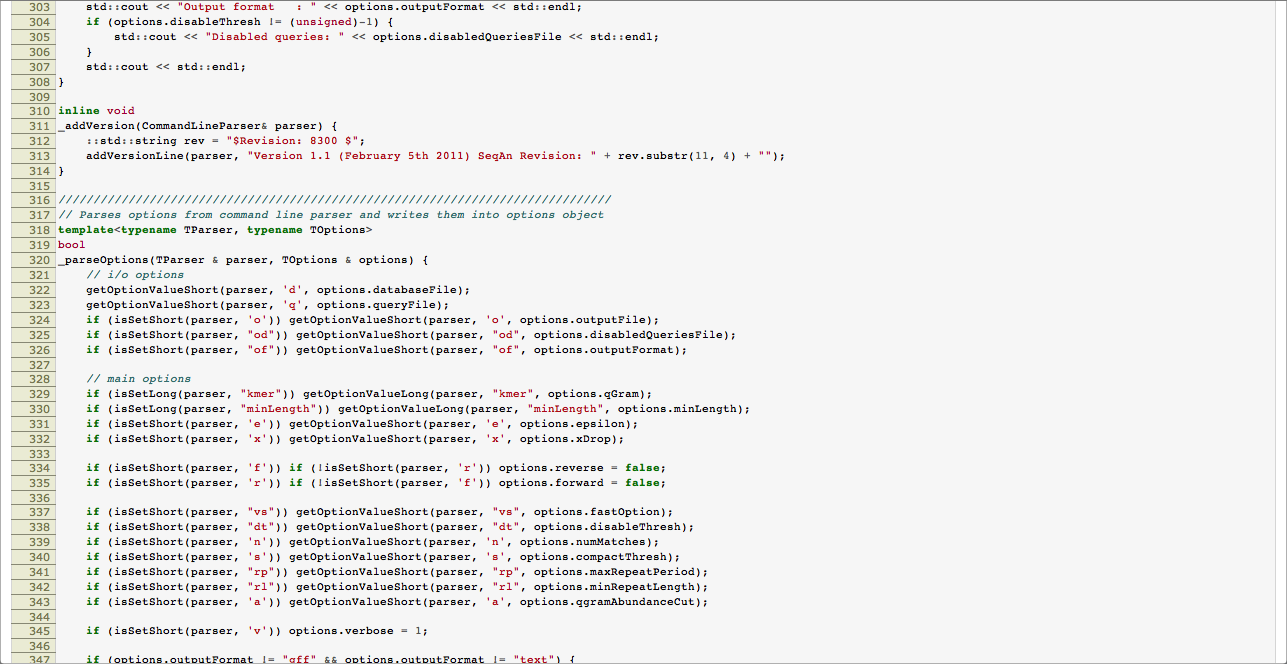 303 std::cout << "Output format   : " << options.outputFormat << std::endl;
304 if (options.disableThresh != (unsigned)-1) {
305 std::cout << "Disabled queries: " << options.disabledQueriesFile << std::endl;
306 }
307 std::cout << std::endl;
308 }
309
310 inline void
311 _addVersion(CommandLineParser& parser) {
312 ::std::string rev = "$Revision: 8300 $";
313 addVersionLine(parser, "Version 1.1 (February 5th 2011) SeqAn Revision: " + rev.substr(11, 4) + "");
314 }
315
316 ///////////////////////////////////////////////////////////////////////////////
317 // Parses options from command line parser and writes them into options object
318 template<typename TParser, typename TOptions>
319 bool
320 _parseOptions(TParser & parser, TOptions & options) {
321 // i/o options
322 getOptionValueShort(parser, 'd', options.databaseFile);
323 getOptionValueShort(parser, 'q', options.queryFile);
324 if (isSetShort(parser, 'o')) getOptionValueShort(parser, 'o', options.outputFile);
325 if (isSetShort(parser, "od")) getOptionValueShort(parser, "od", options.disabledQueriesFile);
326 if (isSetShort(parser, "of")) getOptionValueShort(parser, "of", options.outputFormat);
327
328 // main options
329 if (isSetLong(parser, "kmer")) getOptionValueLong(parser, "kmer", options.qGram);
330 if (isSetLong(parser, "minLength")) getOptionValueLong(parser, "minLength", options.minLength);
331 if (isSetShort(parser, 'e')) getOptionValueShort(parser, 'e', options.epsilon);
332 if (isSetShort(parser, 'x')) getOptionValueShort(parser, 'x', options.xDrop);
333
334 if (isSetShort(parser, 'f')) if (!isSetShort(parser, 'r')) options.reverse = false;
335 if (isSetShort(parser, 'r')) if (!isSetShort(parser, 'f')) options.forward = false;
336
337 if (isSetShort(parser, "vs")) getOptionValueShort(parser, "vs", options.fastOption);
338 if (isSetShort(parser, "dt")) getOptionValueShort(parser, "dt", options.disableThresh);
339 if (isSetShort(parser, 'n')) getOptionValueShort(parser, 'n', options.numMatches);
340 if (isSetShort(parser, 's')) getOptionValueShort(parser, 's', options.compactThresh);
341 if (isSetShort(parser, "rp")) getOptionValueShort(parser, "rp", options.maxRepeatPeriod);
342 if (isSetShort(parser, "rl")) getOptionValueShort(parser, "rl", options.minRepeatLength);
343 if (isSetShort(parser, 'a')) getOptionValueShort(parser, 'a', options.qgramAbundanceCut);
344
345 if (isSetShort(parser, 'v')) options.verbose = 1;
346
347 if (options.outputFormat != "gff" && options.outputFormat != "text") {